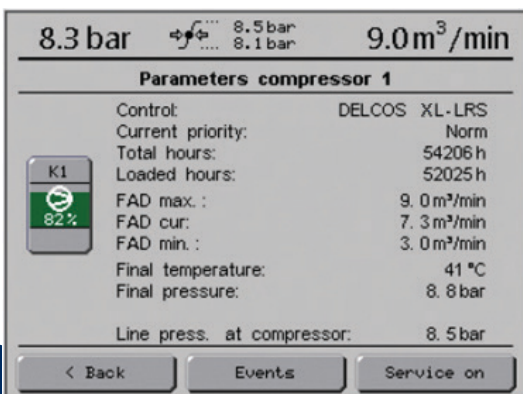 8.3 bar 8.5 bar 9.0 m³/min
8.1 bar
Parameters compressor 1
Control: DELCOS XL-LRS
Current priority: Norm
Total hours: 54206 h
Loaded hours: 52025 h
K1
82%
FAD max. : 9. 0 m³/min
FAD cur: 7. 3 m³/min
FAD min. : 3. 0 m³/min
Final temperature: 41 °C
Final pressure: 8. 8 bar
Line press. at compressor: 8. 5 bar
< Back Events Service on